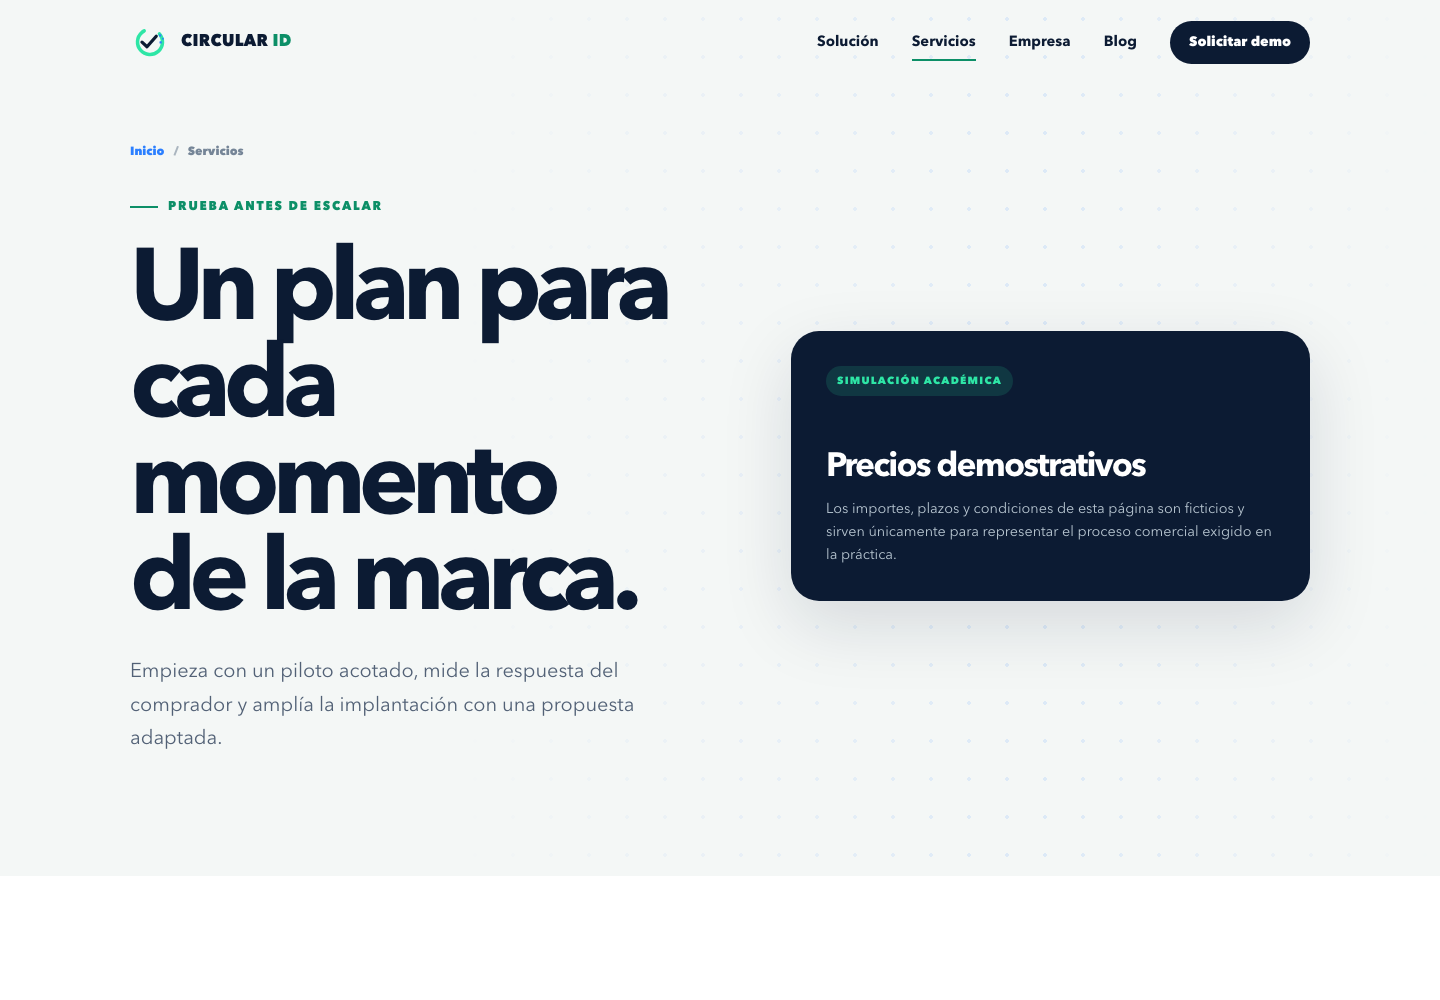 CIRCULAR ID
Solución
Servicios
Empresa
Blog
Solicitar demo
Inicio / Servicios
PRUEBA ANTES DE ESCALAR
Un plan para
cada
momento
de la marca.
Empieza con un piloto acotado, mide la respuesta del
comprador y amplía la implantación con una propuesta
adaptada.
SIMULACIÓN ACADÉMICA
Precios demostrativos
Los importes, plazos y condiciones de esta página son ficticios y
sirven únicamente para representar el proceso comercial exigido en
la práctica.